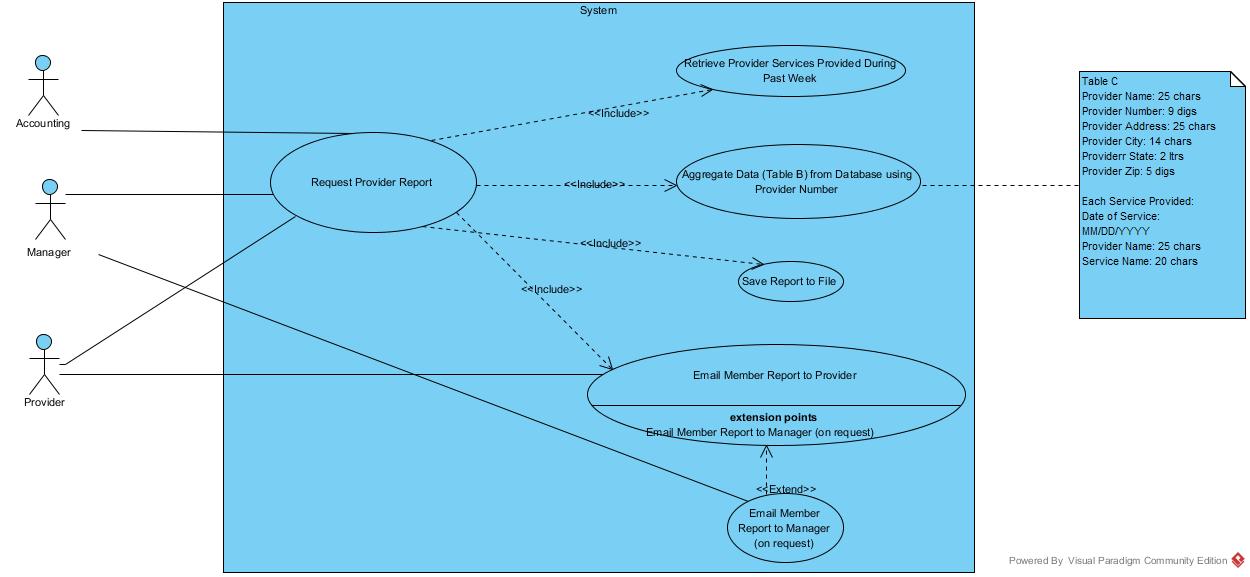 System
Accounting
Manager
Provider
Request Provider Report
<<Include>>
Retrieve Provider Services Provided During
Past Week
<<Include>>
Aggregate Data (Table B) from Database using
Provider Number
<<Include>>
Save Report to File
<<Include>>
Email Member Report to Provider
extension points
Email Member Report to Manager (on request)
<<Extend>>
Email Member
Report to Manager
(on request)
Table C
Provider Name: 25 chars
Provider Number: 9 digs
Provider Address: 25 chars
Provider City: 14 chars
Providerr State: 2 ltrs
Provider Zip: 5 digs
Each Service Provided:
Date of Service:
MM/DD/YYYY
Provider Name: 25 chars
Service Name: 20 chars
Powered By Visual Paradigm Community Edition